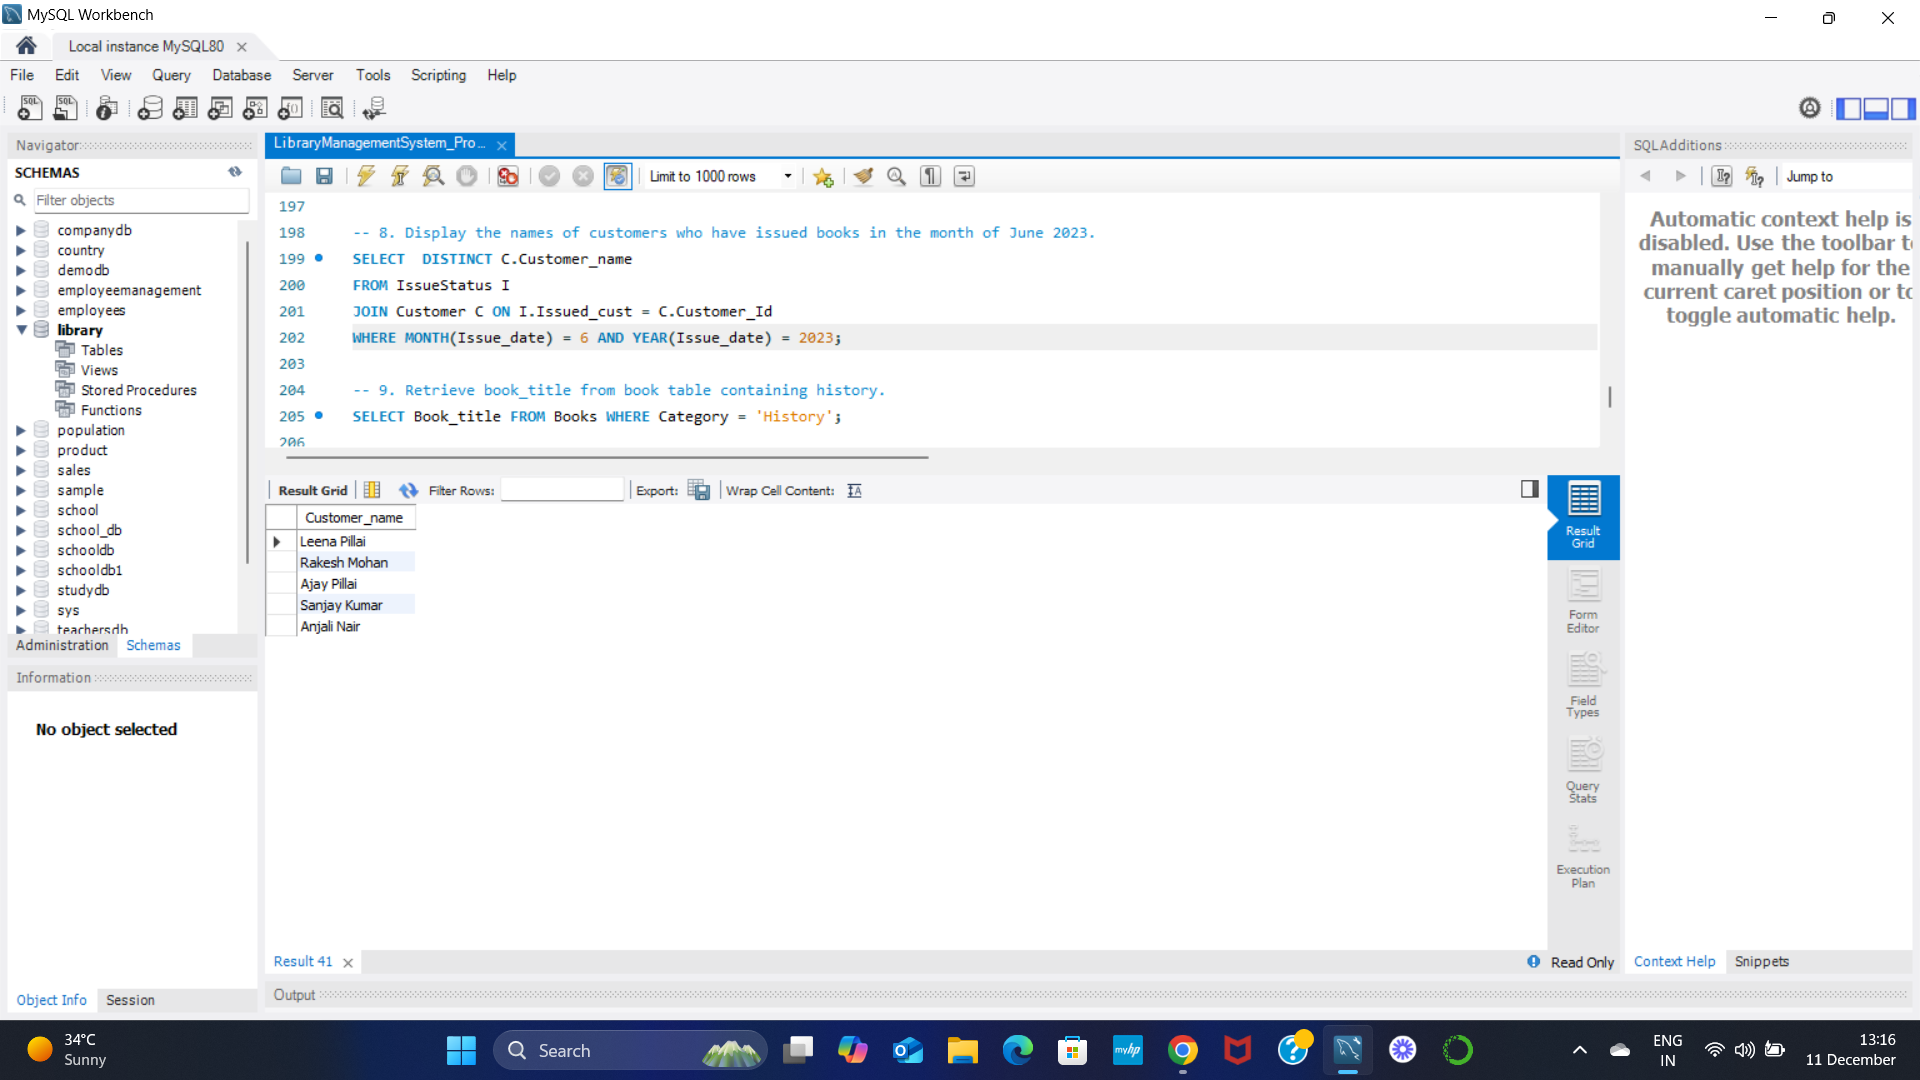 MySQL Workbench
Local instance MySQL80
File Edit View Query Database Server Tools Scripting Help
Navigator
SCHEMAS
Filter objects
companydb
country
demodb
employeemanagement
employees
library
Tables
Views
Stored Procedures
Functions
population
product
sales
sample
school
school_db
schooldb
schooldb1
studydb
sys
teachersdb
Administration Schemas
Information
No object selected
Object Info Session
LibraryManagementSystem_Pro...
Limit to 1000 rows
197
198 -- 8. Display the names of customers who have issued books in the month of June 2023.
199 SELECT DISTINCT C.Customer_name
200 FROM IssueStatus I
201 JOIN Customer C ON I.Issued_cust = C.Customer_Id
202 WHERE MONTH(Issue_date) = 6 AND YEAR(Issue_date) = 2023;
203
204 -- 9. Retrieve book_title from book table containing history.
205 SELECT Book_title FROM Books WHERE Category = 'History';
206
Result Grid Filter Rows: Export: Wrap Cell Content:
Customer_name
Leena Pillai
Rakesh Mohan
Ajay Pillai
Sanjay Kumar
Anjali Nair
Result
Grid
Form
Editor
Field
Types
Query
Stats
Execution
Plan
Result 41
Read Only
Output
SQLAdditions
Jump to
Automatic context help is
disabled. Use the toolbar to
manually get help for the
current caret position or to
toggle automatic help.
Context Help Snippets
34°C
Sunny
Search
myhp
ENG
IN
13:16
11 December